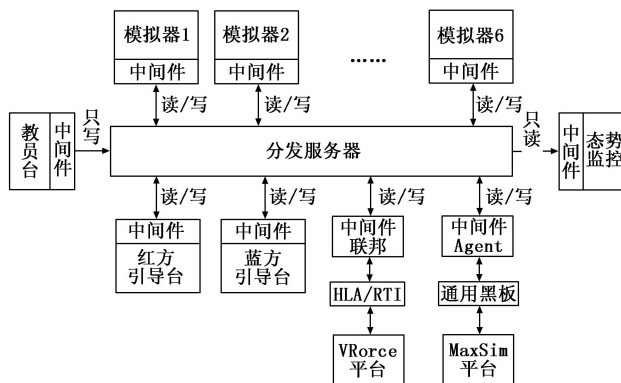 模拟器1
中间件
模拟器2
中间件
……
模拟器6
中间件
读/写
读/写
读/写
教员台
中间件
只写
分发服务器
只读
中间件
态势
监控
读/写
读/写
读/写
读/写
中间件
红方
引导台
中间件
蓝方
引导台
中间件
联邦
中间件
Agent
HLA/RTI
通用黑板
VRorce
平台
MaxSim
平台